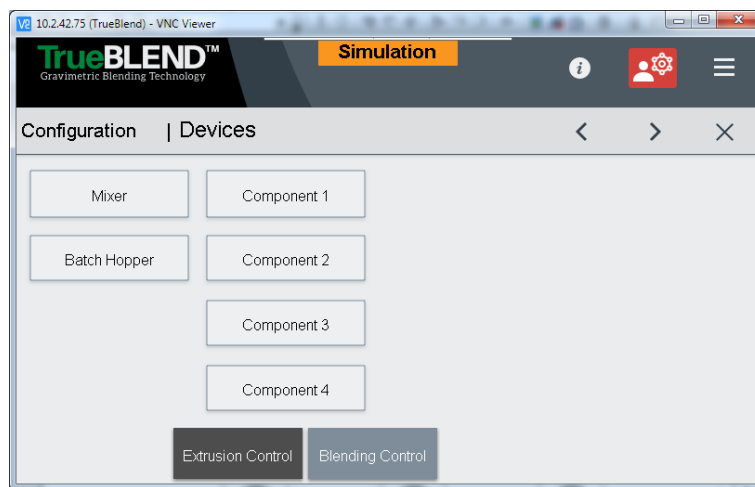 10.2.42.75 (TrueBlend) - VNC Viewer
TrueBLEND™
Gravimetric Blending Technology
Simulation
Configuration | Devices
Mixer
Component 1
Batch Hopper
Component 2
Component 3
Component 4
Extrusion Control
Blending Control